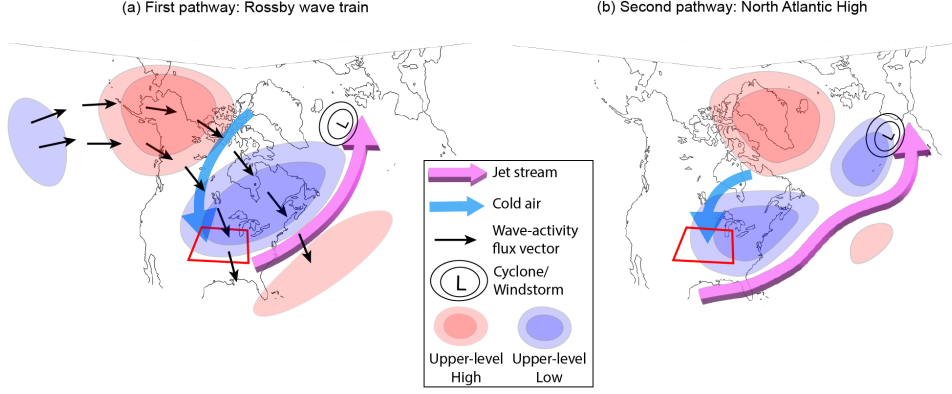 (a) First pathway: Rossby wave train
(b) Second pathway: North Atlantic High
L
L
Jet stream
Cold air
Wave-activity
flux vector
L
Cyclone/
Windstorm
Upper-level
High
Upper-level
Low